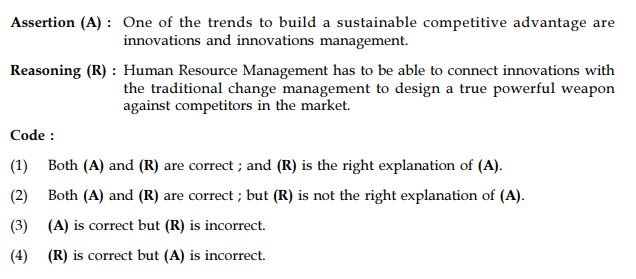 Assertion (A) : One of the trends to build a sustainable competitive advantage are
innovations and innovations management.
Reasoning (R) : Human Resource Management has to be able to connect innovations with
the traditional change management to design a true powerful weapon
against competitors in the market.
Code :
(1) Both (A) and (R) are correct ; and (R) is the right explanation of (A).
(2) Both (A) and (R) are correct ; but (R) is not the right explanation of (A).
(3) (A) is correct but (R) is incorrect.
(4) (R) is correct but (A) is incorrect.